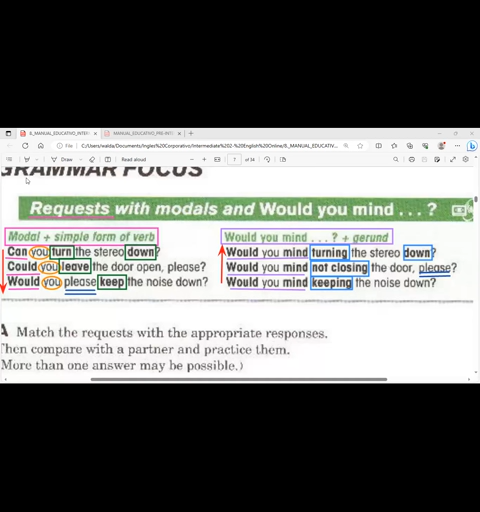 8_MANUAL_EDUCATIVO_INTER
MANUAL_EDUCATIVO_PRE-INT
File C:/Users/walda/Documents/Ingles%20Corporativo/Intermediate%202-%20English%20Online/8_MANUAL_EDUCATIVO_INTE
Draw Read aloud 7 of 34
GRAMMAR FOCUS
Requests with modals and Would you mind . . . ?
Modal + simple form of verb
Can you turn the stereo down?
Could you leave the door open, please?
Would you please keep the noise down?
Would you mind . . . ? + gerund
Would you mind turning the stereo down?
Would you mind not closing the door, please?
Would you mind keeping the noise down?
A Match the requests with the appropriate responses.
Then compare with a partner and practice them.
More than one answer may be possible.)